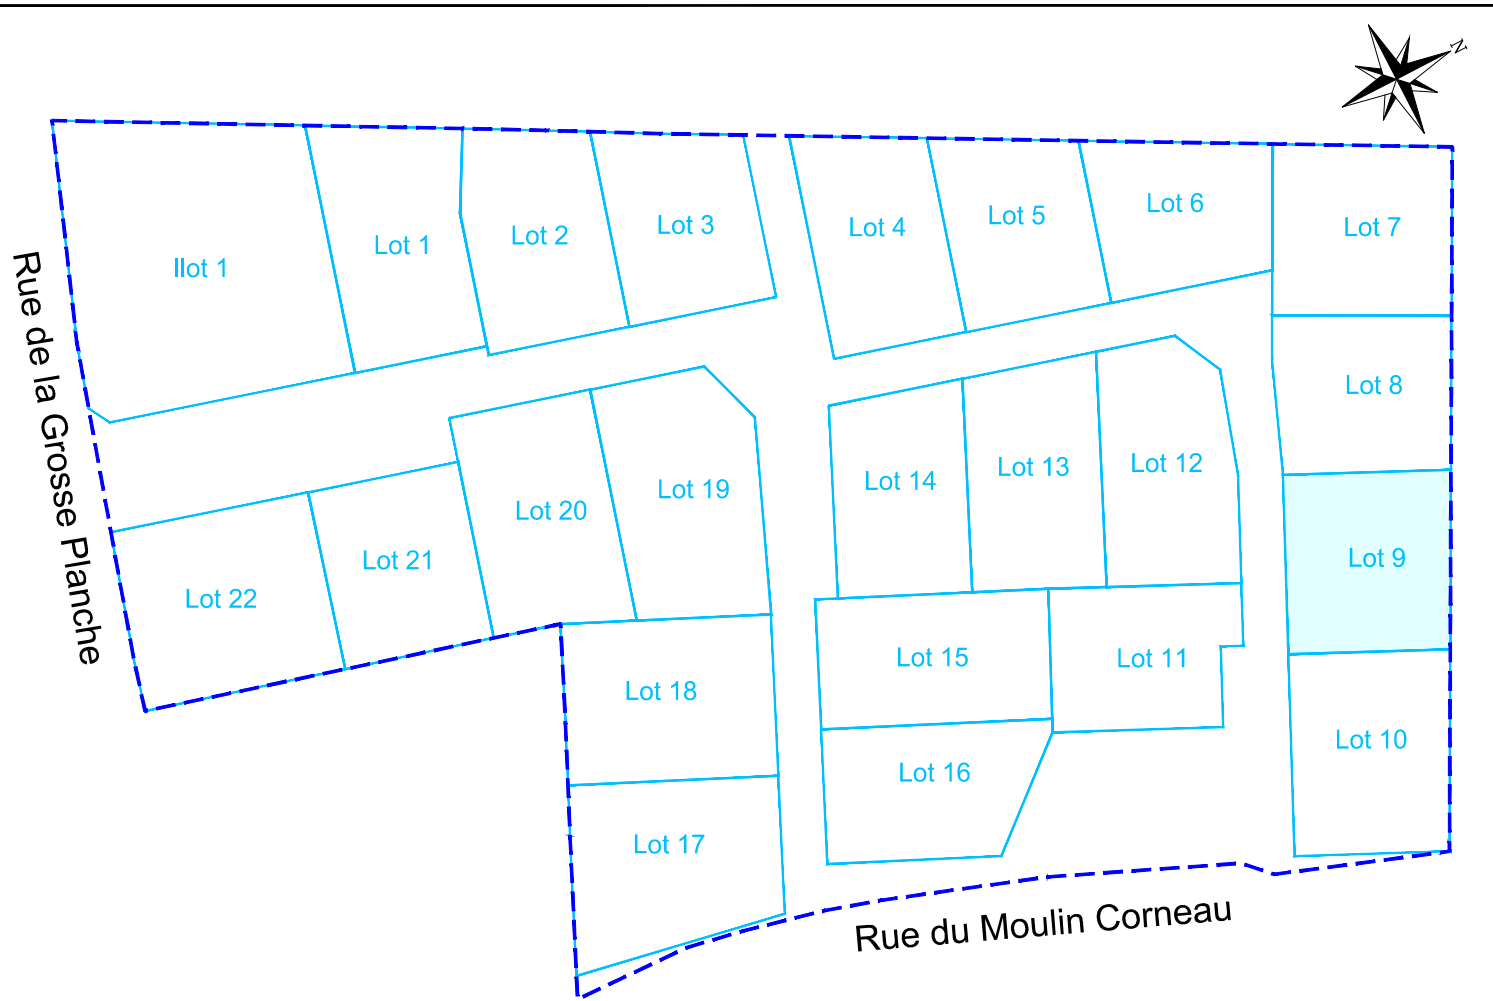 N
Ilot 1
Lot 1
Lot 2
Lot 3
Lot 4
Lot 5
Lot 6
Lot 7
Lot 8
Lot 9
Lot 10
Lot 11
Lot 12
Lot 13
Lot 14
Lot 15
Lot 16
Lot 17
Lot 18
Lot 19
Lot 20
Lot 21
Lot 22
Rue de la Grosse Planche
Rue du Moulin Corneau